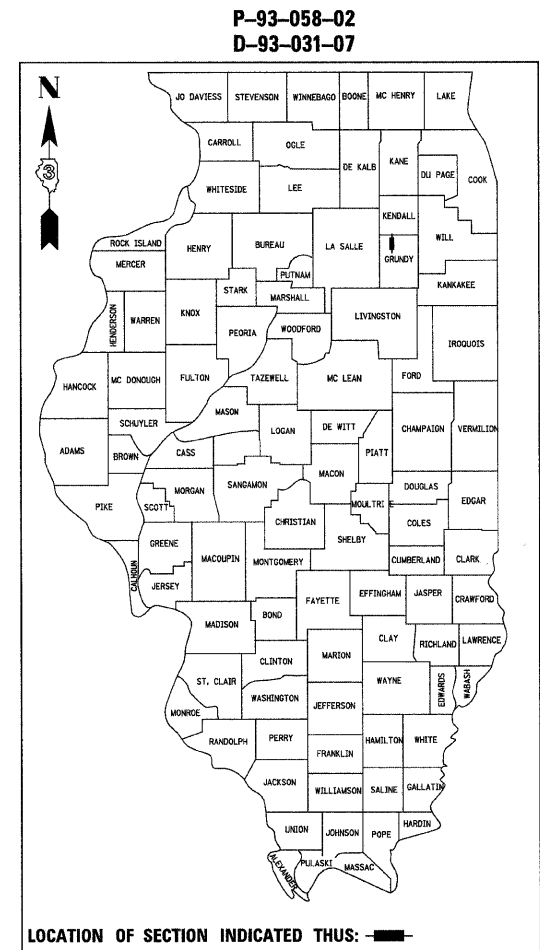 P–93–058–02
D–93–031–07
N
3
JO DAVIESS STEVENSON WINNEBAGO BOONE MC HENRY LAKE
CARROLL OGLE
DE KALB KANE DU PAGE COOK
WHITESIDE LEE
KENDALL
ROCK ISLAND HENRY BUREAU LA SALLE WILL
MERCER PUTNAM GRUNDY
STARK MARSHALL KANKAKEE
HENDERSON WARREN KNOX PEORIA WOODFORD LIVINGSTON
IROQUOIS
HANCOCK MC DONOUGH FULTON TAZEWELL MC LEAN FORD
MASON
SCHUYLER LOGAN DE WITT CHAMPAIGN VERMILION
ADAMS BROWN CASS PIATT
MACON
MORGAN SANGAMON DOUGLAS
PIKE SCOTT MOULTRIE EDGAR
CHRISTIAN COLES
GREENE SHELBY
MACOUPIN MONTGOMERY CUMBERLAND CLARK
CALHOUN JERSEY
FAYETTE EFFINGHAM JASPER CRAWFORD
MADISON BOND
CLAY RICHLAND LAWRENCE
CLINTON MARION
ST. CLAIR WAYNE EDWARDS WABASH
WASHINGTON JEFFERSON
MONROE
RANDOLPH PERRY HAMILTON WHITE
FRANKLIN
JACKSON WILLIAMSON SALINE GALLATIN
UNION JOHNSON POPE HARDIN
ALEXANDER PULASKI MASSAC
LOCATION OF SECTION INDICATED THUS: